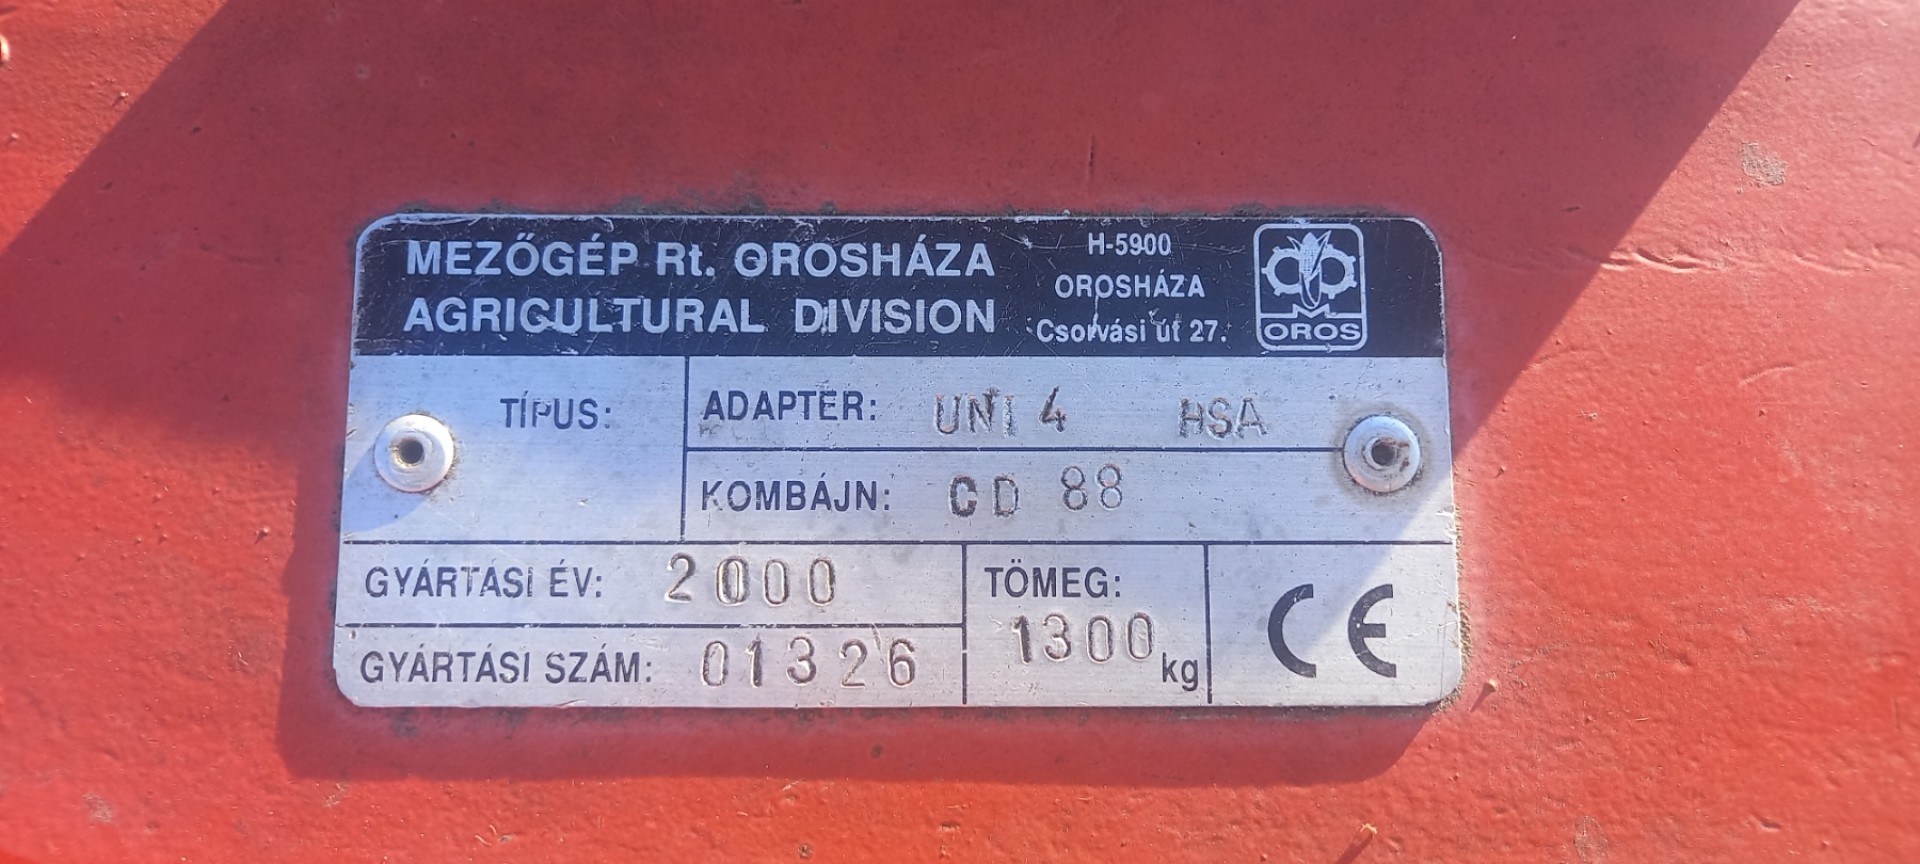 MEZŐGÉP Rt. OROSHÁZA
AGRICULTURAL DIVISION
H-5900
OROSHÁZA
Csorvási út 27.
OROS
TÍPUS:
ADAPTER: UNI 4 HSA
KOMBÁJN: CD 88
GYÁRTÁSI ÉV: 2000
GYÁRTÁSI SZÁM: 01326
TÖMEG:
1300 kg
CE